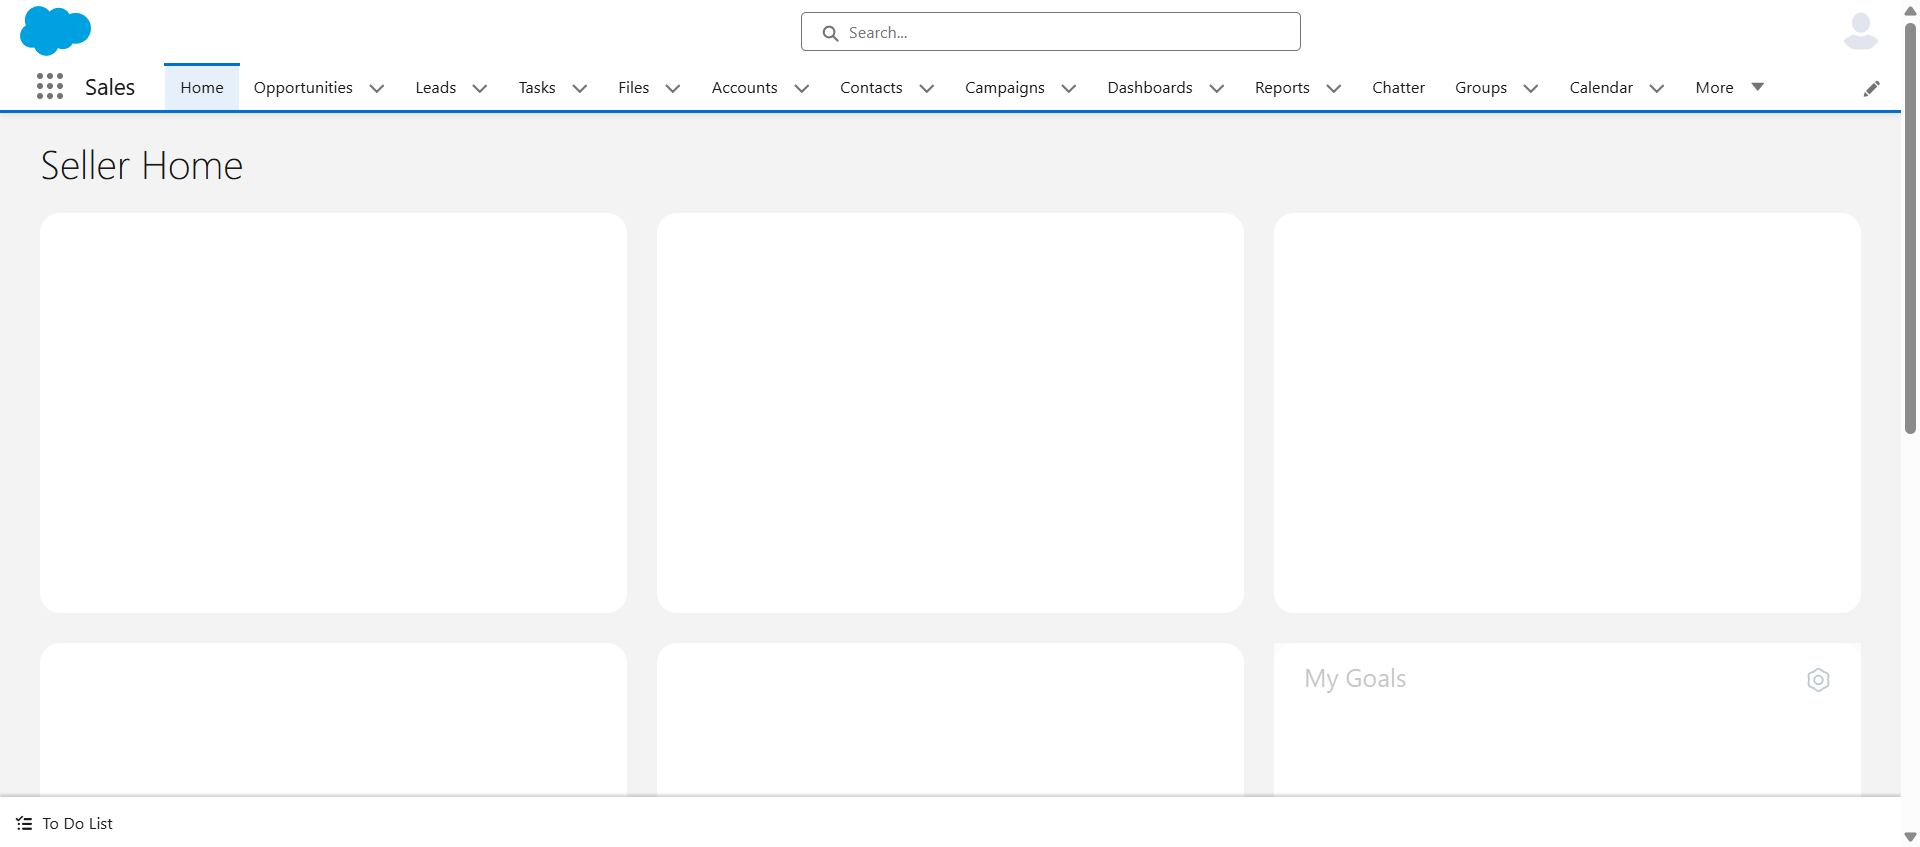 Search...
Sales
Home
Opportunities
Leads
Tasks
Files
Accounts
Contacts
Campaigns
Dashboards
Reports
Chatter
Groups
Calendar
More
Seller Home
My Goals
To Do List